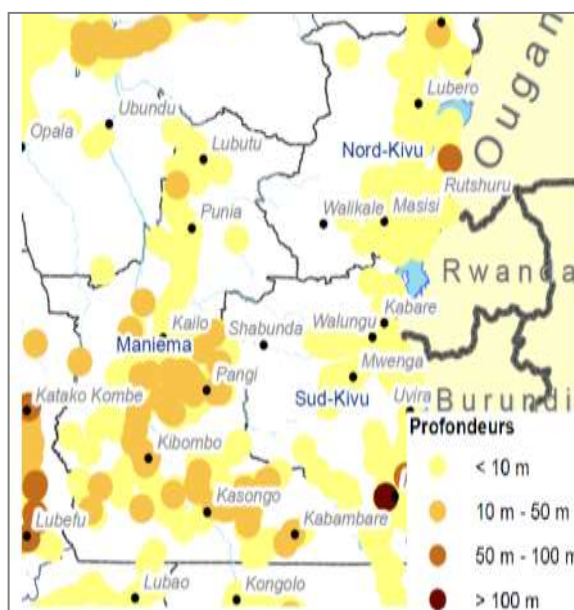 Lubero
Ougan
Ubundu
Opala
Lubutu
Nord-Kivu
Rutshuru
Punia
Walikale
Masisi
Rwanda
Kabare
Kailo
Shabunda
Walungu
Maniema
Mwenga
Pangi
Sud-Kivu
Uvira
Burundi
Katako Kombe
Profondeurs
< 10 m
Kibombo
10 m - 50 m
Kasongo
Kabambare
Lubefu
50 m - 100 m
Lubao
Kongolo
> 100 m